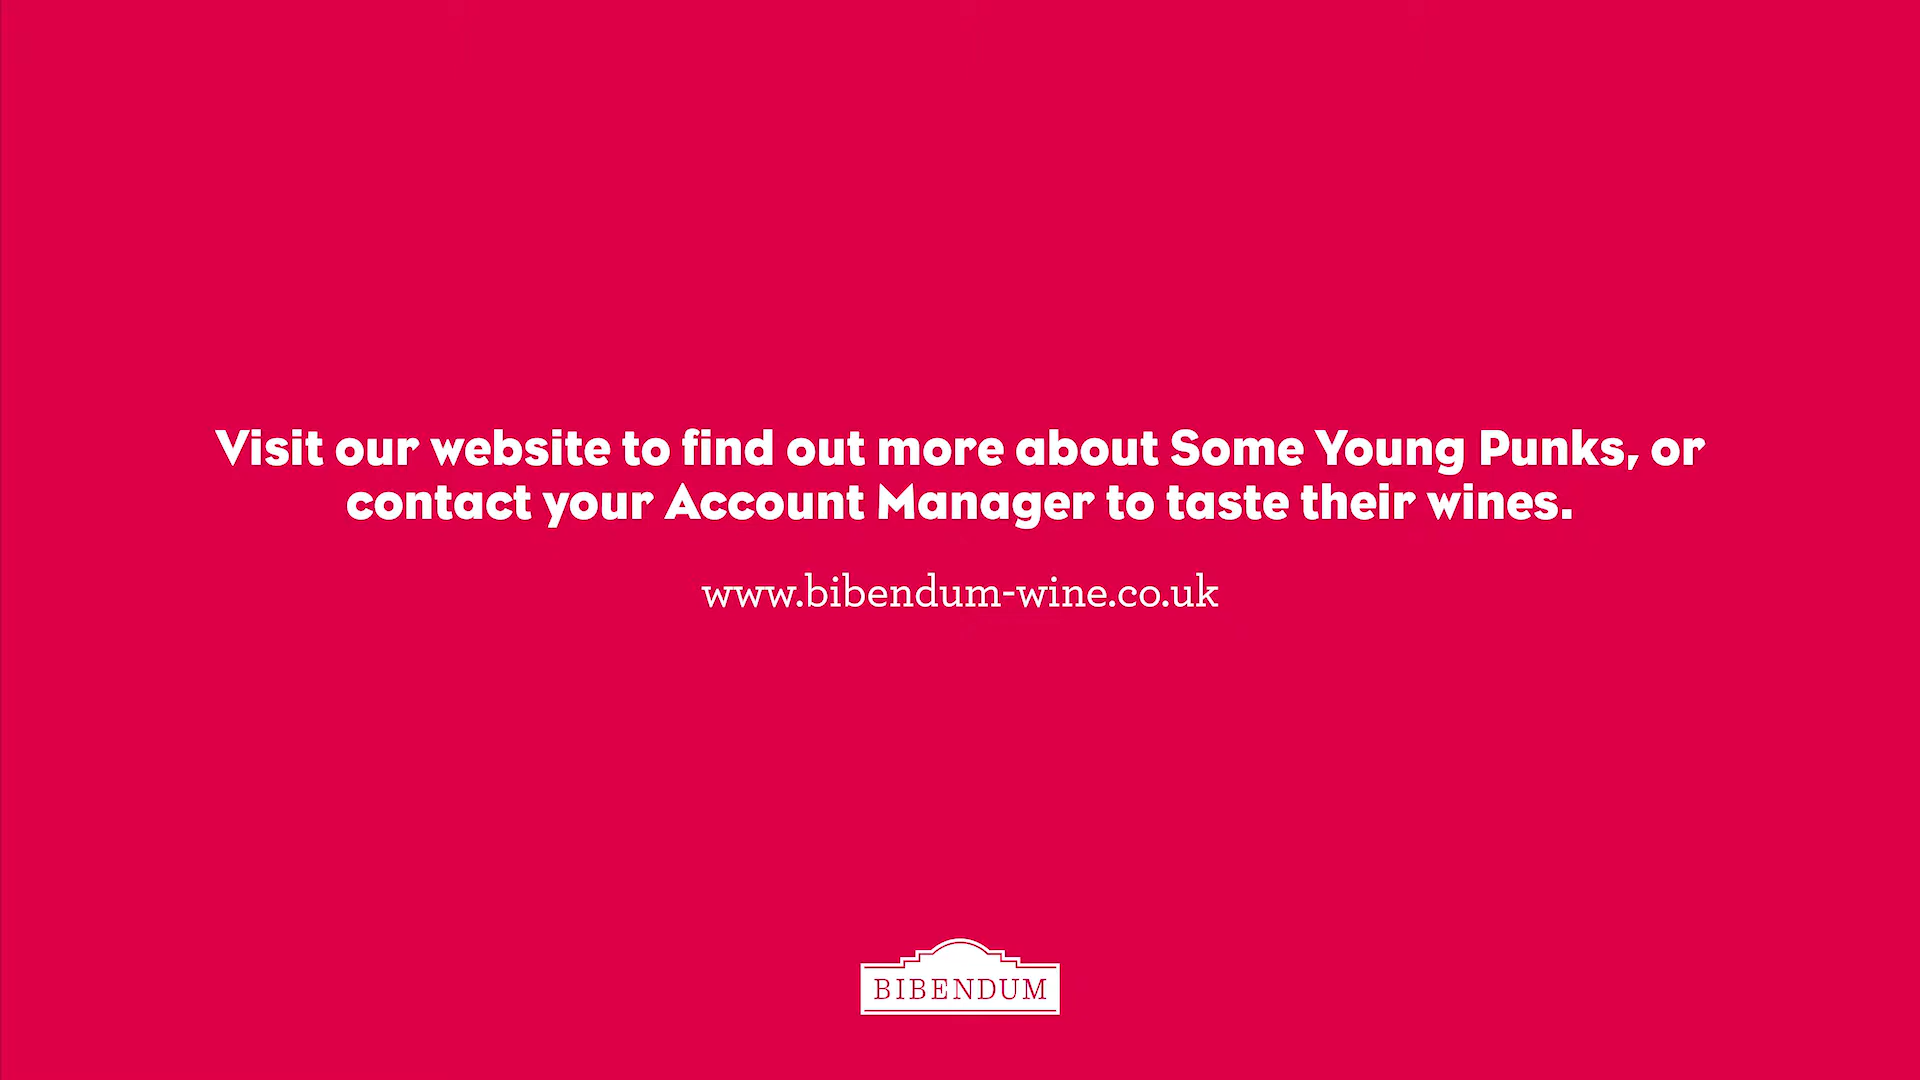 Visit our website to find out more about Some Young Punks, or
contact your Account Manager to taste their wines.
www.bibendum-wine.co.uk
BIBENDUM